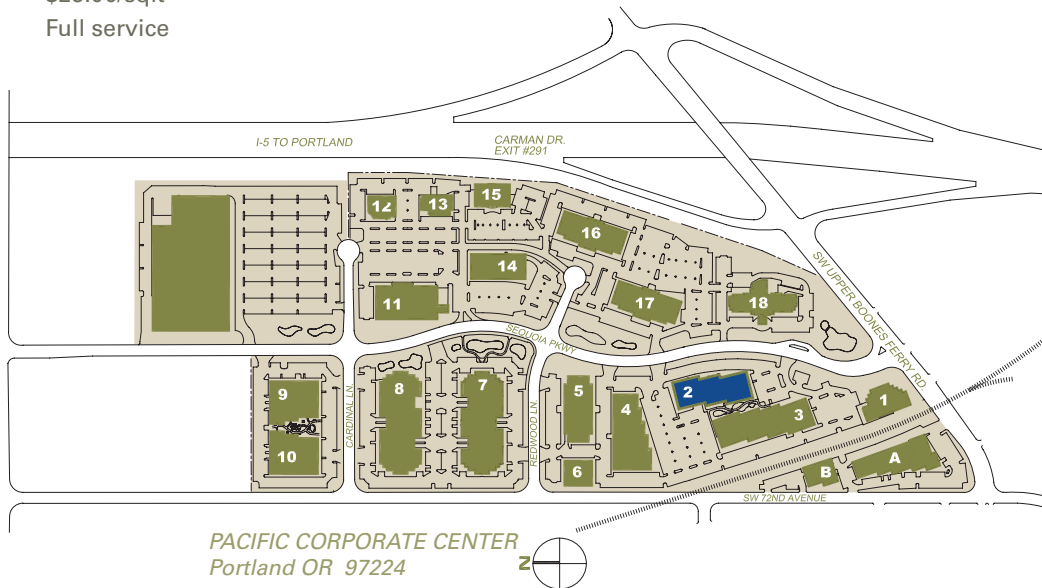 Full service
I-5 TO PORTLAND
CARMAN DR.
EXIT #291
12
13
15
16
14
11
17
18
SW UPPER BOONES FERRY RD.
SEQUOIA PKWY
9
10
CARDINAL LN.
8
7
REDWOOD LN.
5
6
4
2
3
1
A
B
SW 72ND AVENUE
PACIFIC CORPORATE CENTER
Portland OR 97224
N